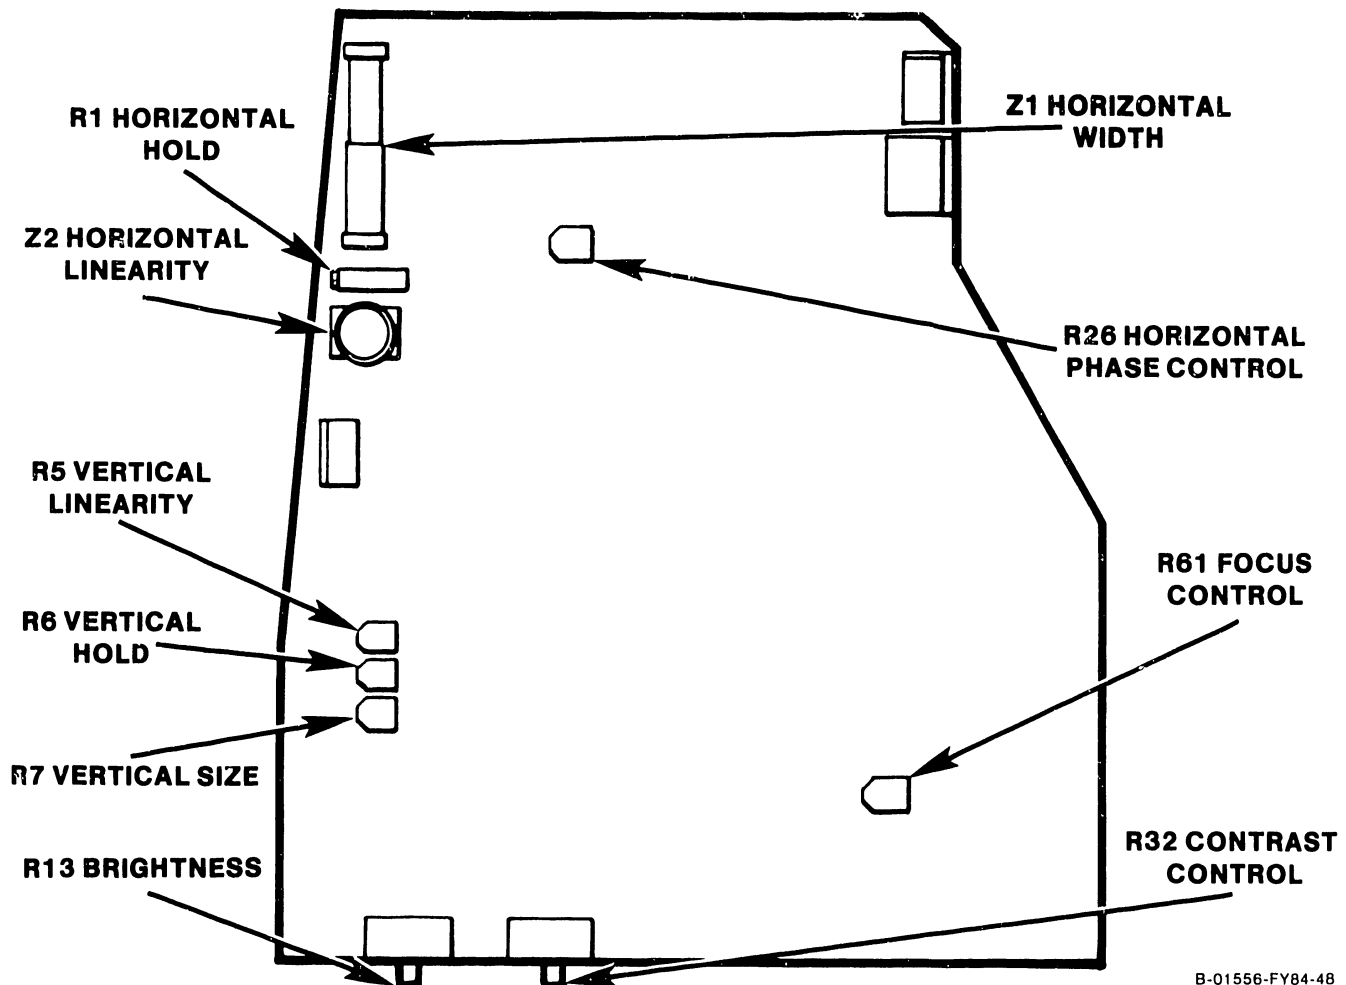 R1 HORIZONTAL
HOLD
Z1 HORIZONTAL
WIDTH
Z2 HORIZONTAL
LINEARITY
R26 HORIZONTAL
PHASE CONTROL
R5 VERTICAL
LINEARITY
R61 FOCUS
CONTROL
R6 VERTICAL
HOLD
R7 VERTICAL SIZE
R13 BRIGHTNESS
R32 CONTRAST
CONTROL
B-01556-FY84-48